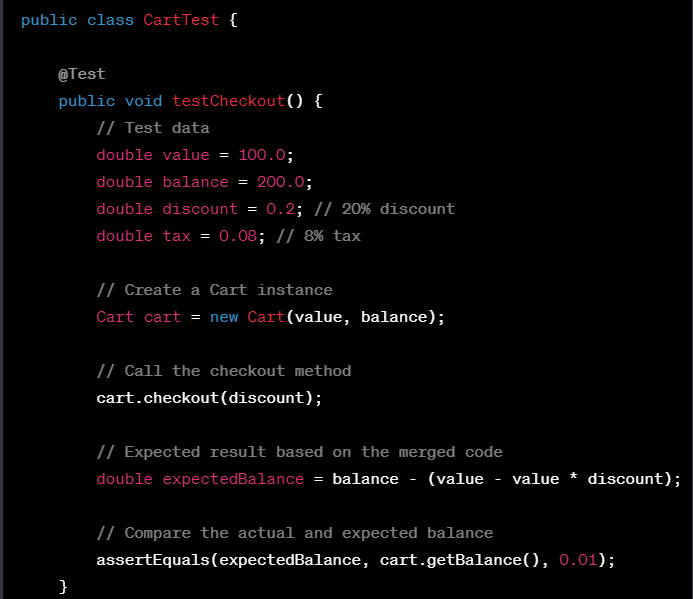 public class CartTest {
@Test
public void testCheckout() {
// Test data
double value = 100.0;
double balance = 200.0;
double discount = 0.2; // 20% discount
double tax = 0.08; // 8% tax
// Create a Cart instance
Cart cart = new Cart(value, balance);
// Call the checkout method
cart.checkout(discount);
// Expected result based on the merged code
double expectedBalance = balance - (value - value * discount);
// Compare the actual and expected balance
assertEquals(expectedBalance, cart.getBalance(), 0.01);
}